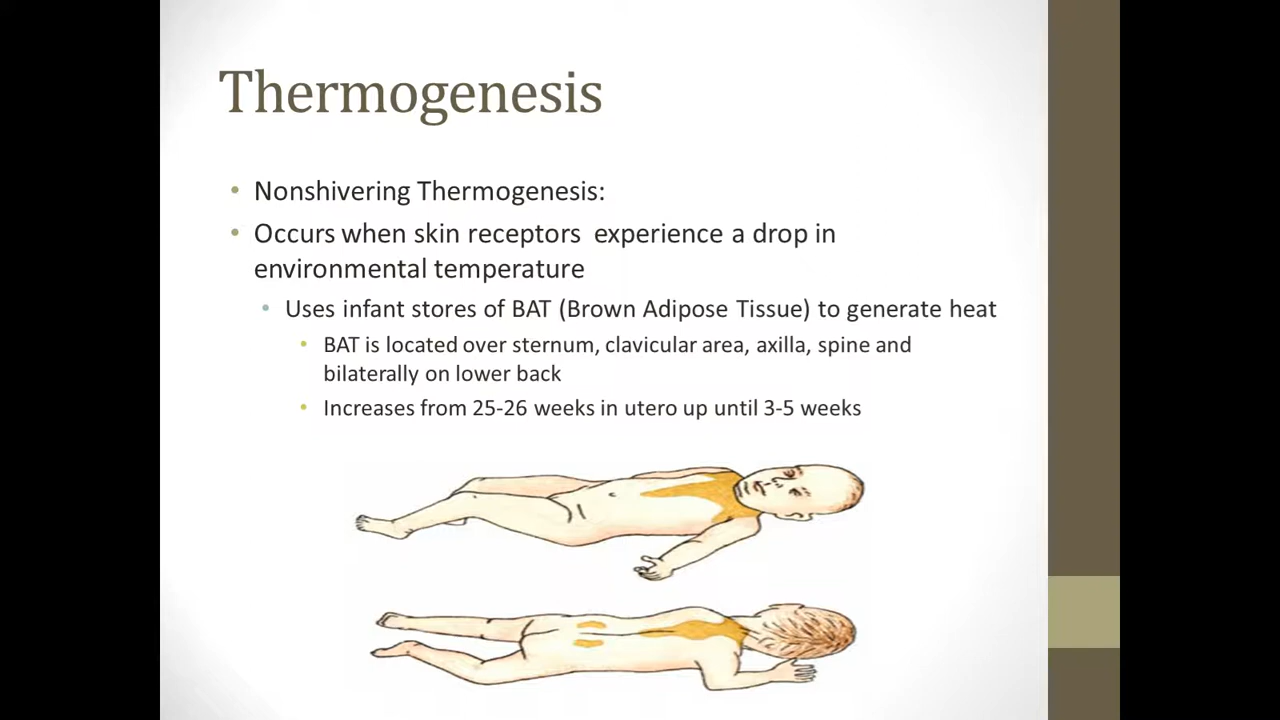 Thermogenesis
Nonshivering Thermogenesis:
Occurs when skin receptors experience a drop in
environmental temperature
Uses infant stores of BAT (Brown Adipose Tissue) to generate heat
BAT is located over sternum, clavicular area, axilla, spine and
bilaterally on lower back
Increases from 25-26 weeks in utero up until 3-5 weeks